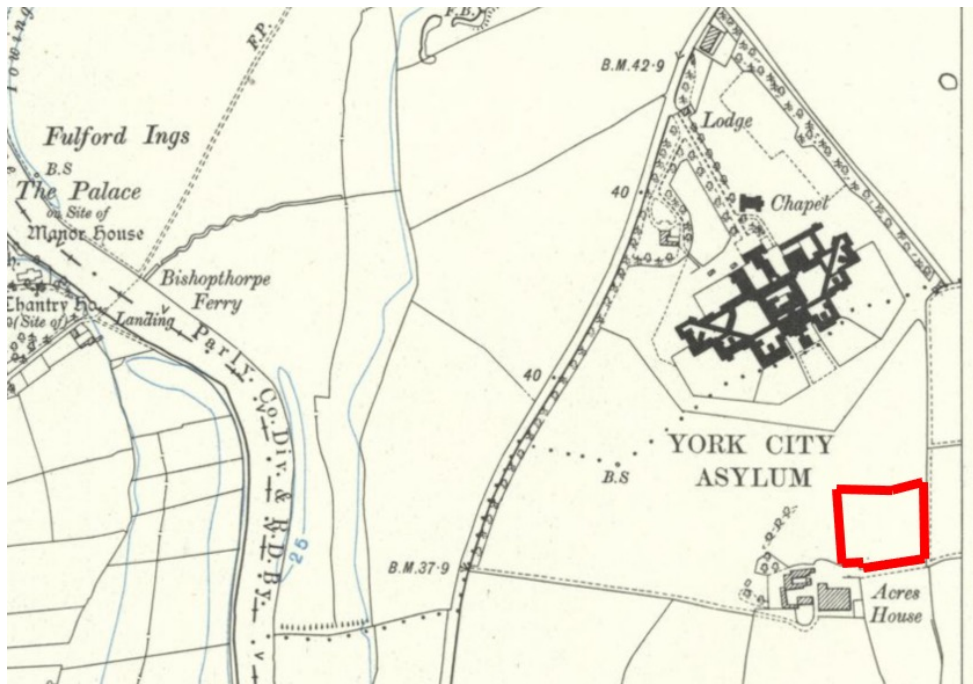 Towing
F.P.
F.B.
B.M.42·9
Lodge
Fulford Ings
B.S
The Palace
on Site of
Manor House
40
Chapel
Bishopthorpe
Ferry
Chantry Ho.
(Site of)
Landing
Parly. Co. Div. & R.D. By.
40
YORK CITY
ASYLUM
B.S
25
B.M.37·9
Acres
House